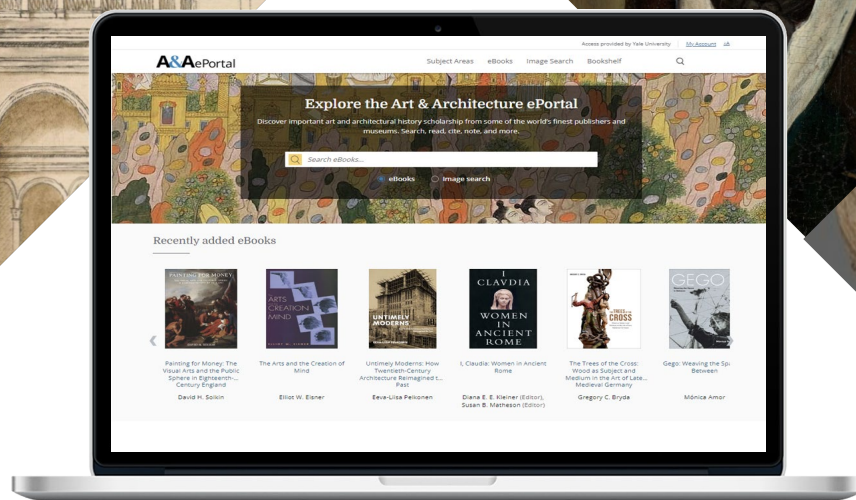 Access provided by Yale University My Account
A&AePortal
Subject Areas eBooks Image Search Bookshelf
Explore the Art & Architecture ePortal
Discover important art and architectural history scholarship from some of the world's finest publishers and
museums. Search, read, cite, note, and more.
Search eBooks...
eBooks Image search
Recently added eBooks
PAINTING FOR MONEY
ARTS
CREATION
MIND
UNTIMELY
MODERNS
I
CLAVDIA
WOMEN
IN
ANCIENT
ROME
CROSS
GEGO
Painting for Money: The
Visual Arts and the Public
Sphere in Eighteenth-...
Century England
David H. Solkin
The Arts and the Creation of
Mind
Elliot W. Eisner
Untimely Moderns: How
Twentieth-Century
Architecture Reimagined t...
Past
Eeva-Liisa Pelkonen
I, Claudia: Women in Ancient
Rome
Diana E. E. Kleiner (Editor),
Susan B. Matheson (Editor)
The Trees of the Cross:
Wood as Subject and
Medium in the Art of Late...
Medieval Germany
Gregory C. Bryda
Gego: Weaving the Spa
Between
Mónica Amor